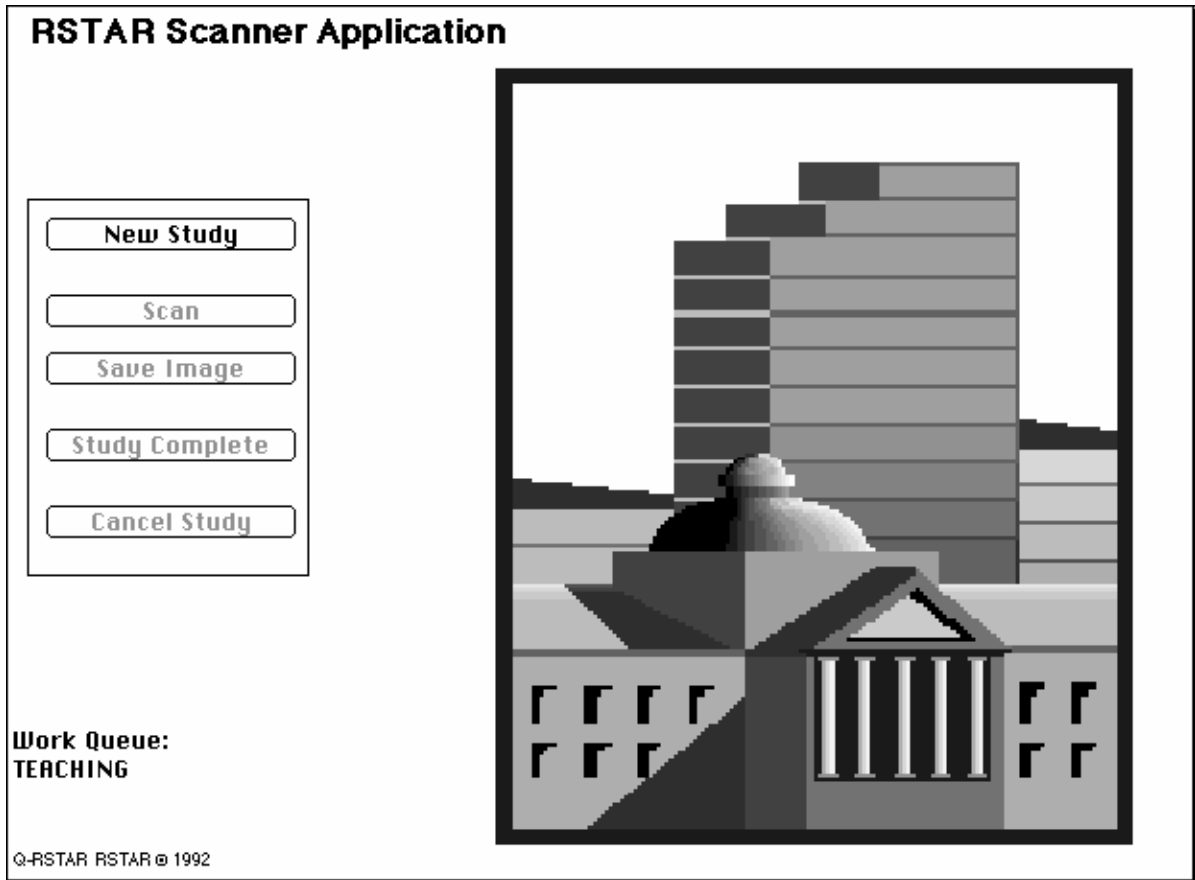 RSTAR Scanner Application
New Study
Scan
Save Image
Study Complete
Cancel Study
Work Queue:
TEACHING
Q-RSTAR RSTAR © 1992